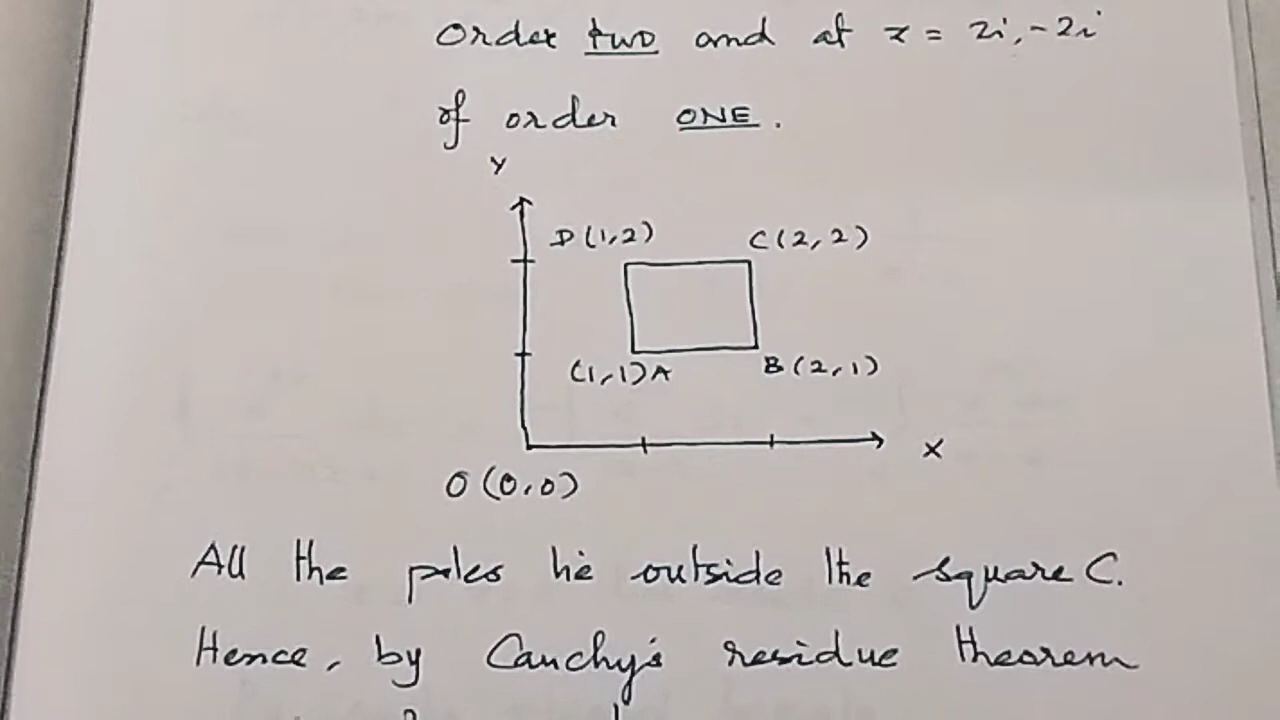 Order two and at z = 2i, -2i
of order ONE.
Y
D(1,2) C(2,2)
(1,1)A B(2,1)
X
O(0,0)
All the poles lie outside the square C.
Hence, by Cauchy's residue theorem